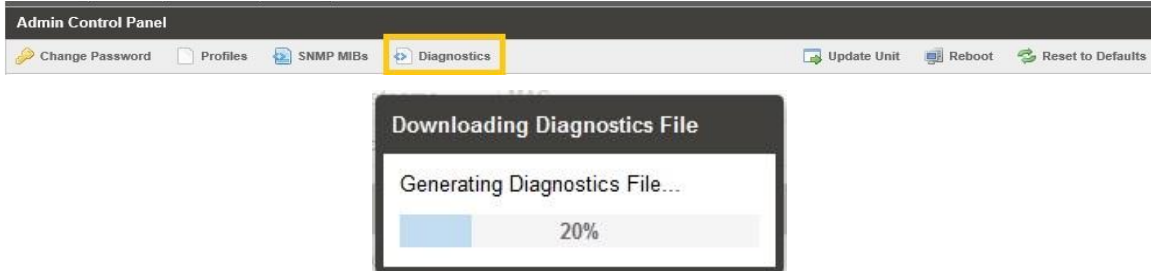 Admin Control Panel
Change Password Profiles SNMP MIBs Diagnostics Update Unit Reboot Reset to Defaults
Downloading Diagnostics File
Generating Diagnostics File...
20%